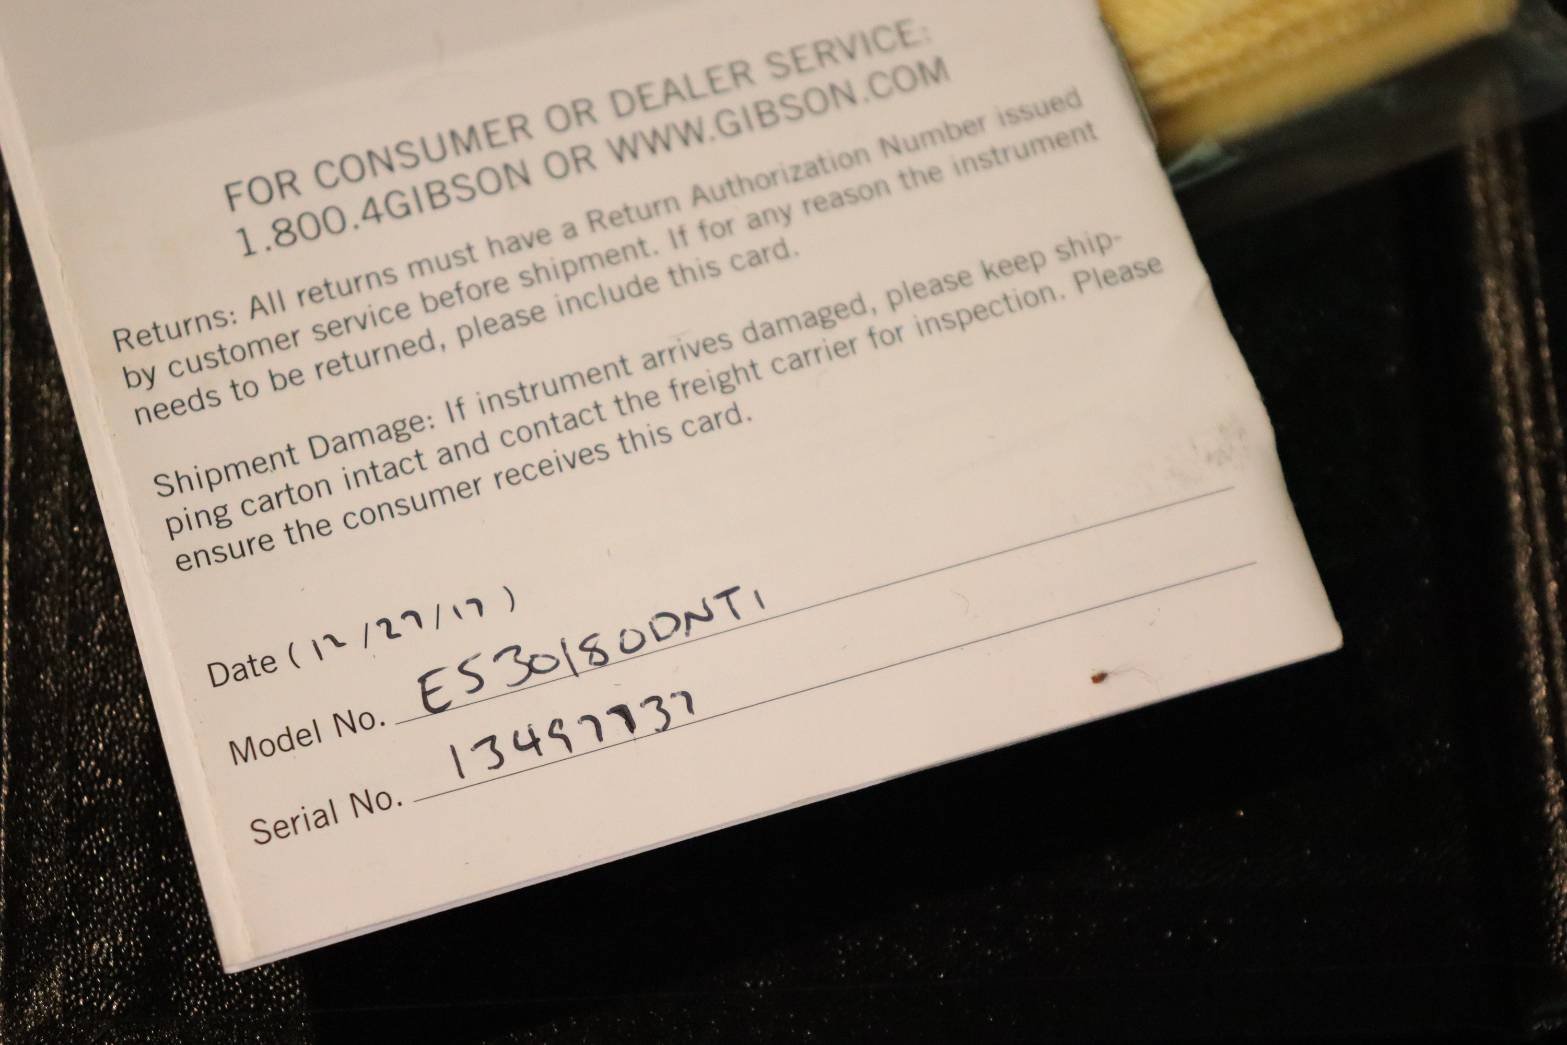 FOR CONSUMER OR DEALER SERVICE:
1.800.4GIBSON OR WWW.GIBSON.COM
Returns: All returns must have a Return Authorization Number issued
by customer service before shipment. If for any reason the instrument
needs to be returned, please include this card.
Shipment Damage: If instrument arrives damaged, please keep ship-
ping carton intact and contact the freight carrier for inspection. Please
ensure the consumer receives this card.
Date (12/27/17)
Model No. ES30180DNT1
Serial No. 13497737